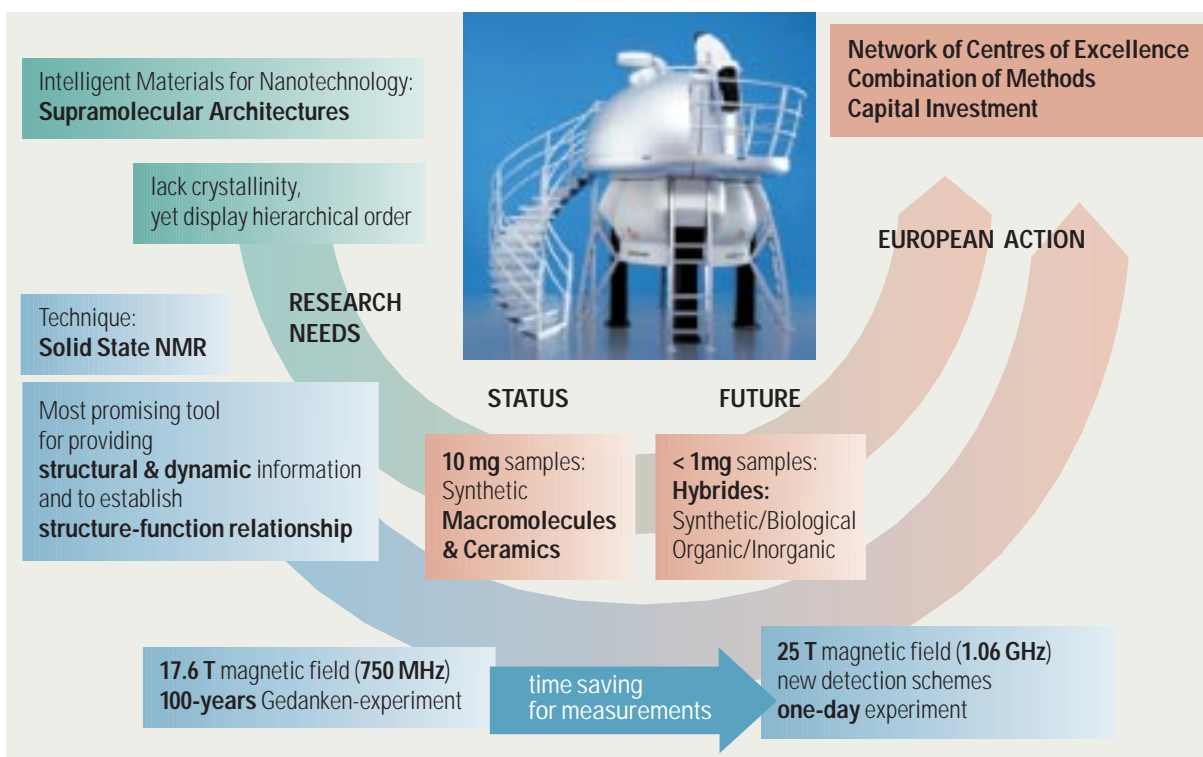 Intelligent Materials for Nanotechnology:
Supramolecular Architectures
lack crystallinity,
yet display hierarchical order
RESEARCH
NEEDS
Technique:
Solid State NMR
Most promising tool
for providing
structural & dynamic information
and to establish
structure-function relationship
Network of Centres of Excellence
Combination of Methods
Capital Investment
EUROPEAN ACTION
STATUS
10 mg samples:
Synthetic
Macromolecules
& Ceramics
FUTURE
< 1mg samples:
Hybrides:
Synthetic/Biological
Organic/Inorganic
17.6 T magnetic field (750 MHz)
100-years Gedanken-experiment
time saving
for measurements
25 T magnetic field (1.06 GHz)
new detection schemes
one-day experiment